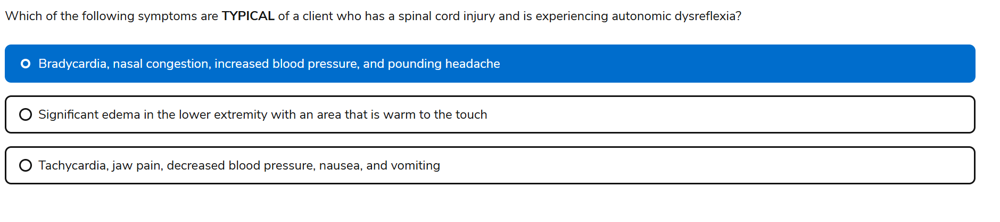 Which of the following symptoms are TYPICAL of a client who has a spinal cord injury and is experiencing autonomic dysreflexia?
Bradycardia, nasal congestion, increased blood pressure, and pounding headache
Significant edema in the lower extremity with an area that is warm to the touch
Tachycardia, jaw pain, decreased blood pressure, nausea, and vomiting